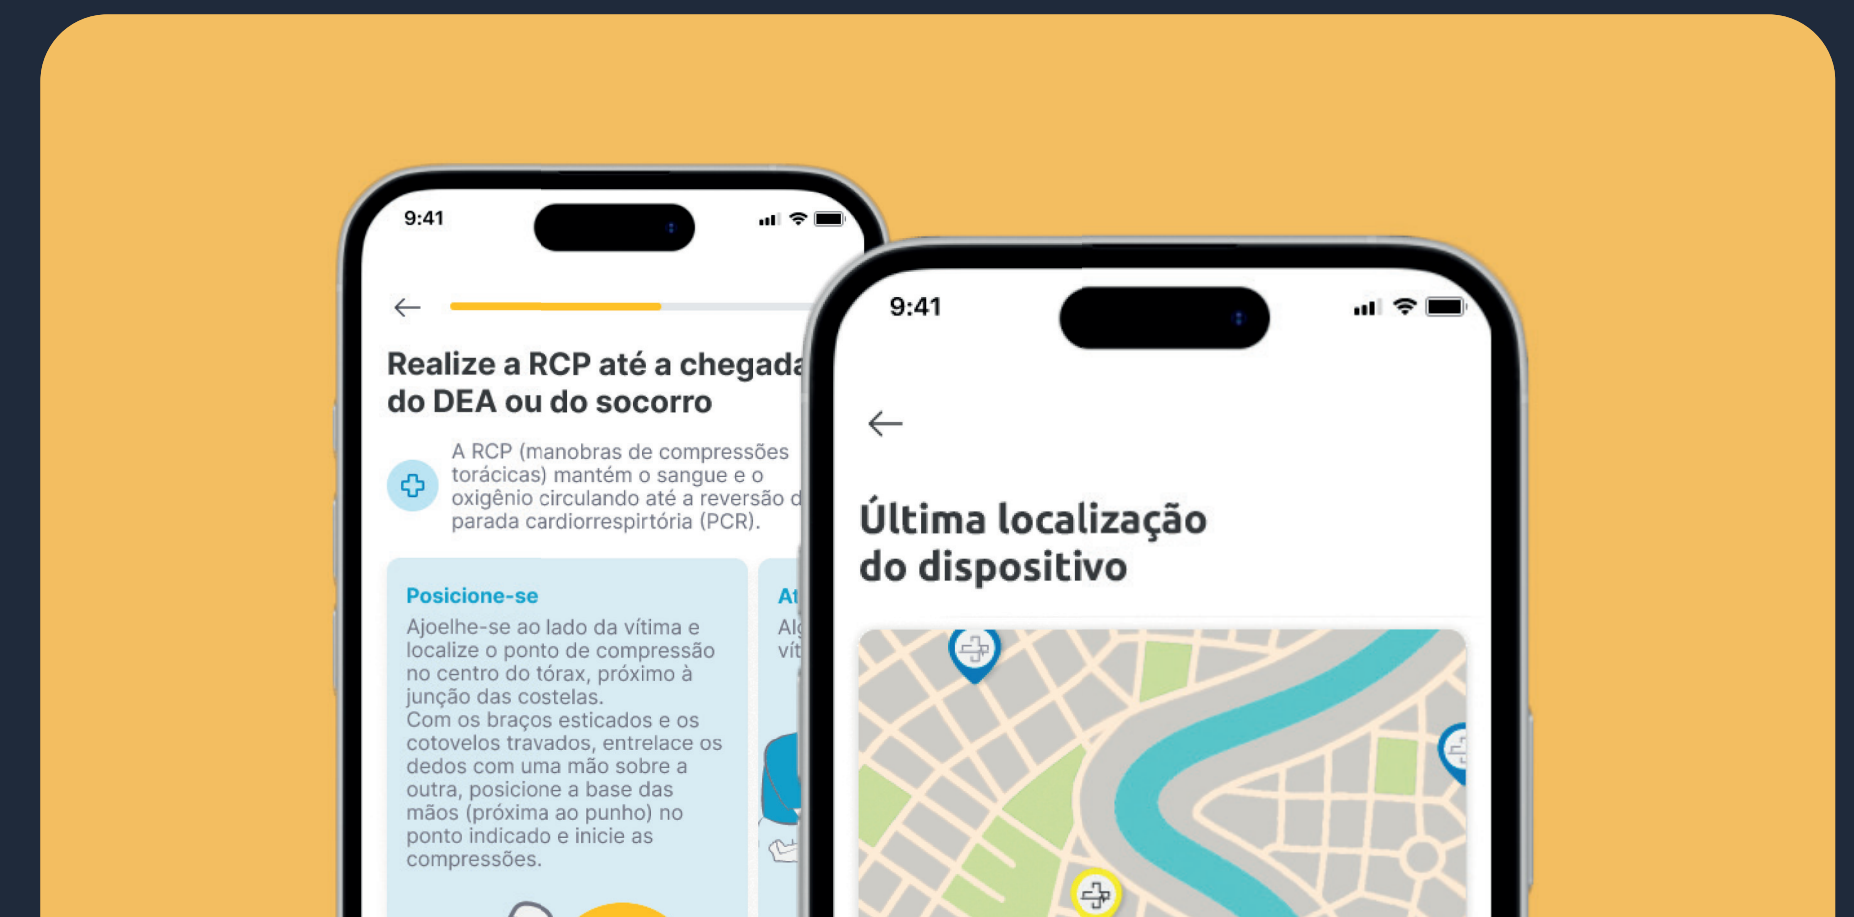 9:41
Realize a RCP até a chegada
do DEA ou do socorro
A RCP (manobras de compressões
torácicas) mantém o sangue e o
oxigênio circulando até a reversão d
parada cardiorrespirtória (PCR).
Posicione-se
Ajoelhe-se ao lado da vítima e
localize o ponto de compressão
no centro do tórax, próximo à
junção das costelas.
Com os braços esticados e os
cotovelos travados, entrelace os
dedos com uma mão sobre a
outra, posicione a base das
mãos (próxima ao punho) no
ponto indicado e inicie as
compressões.
At
Alg
vít
9:41
Última localização
do dispositivo